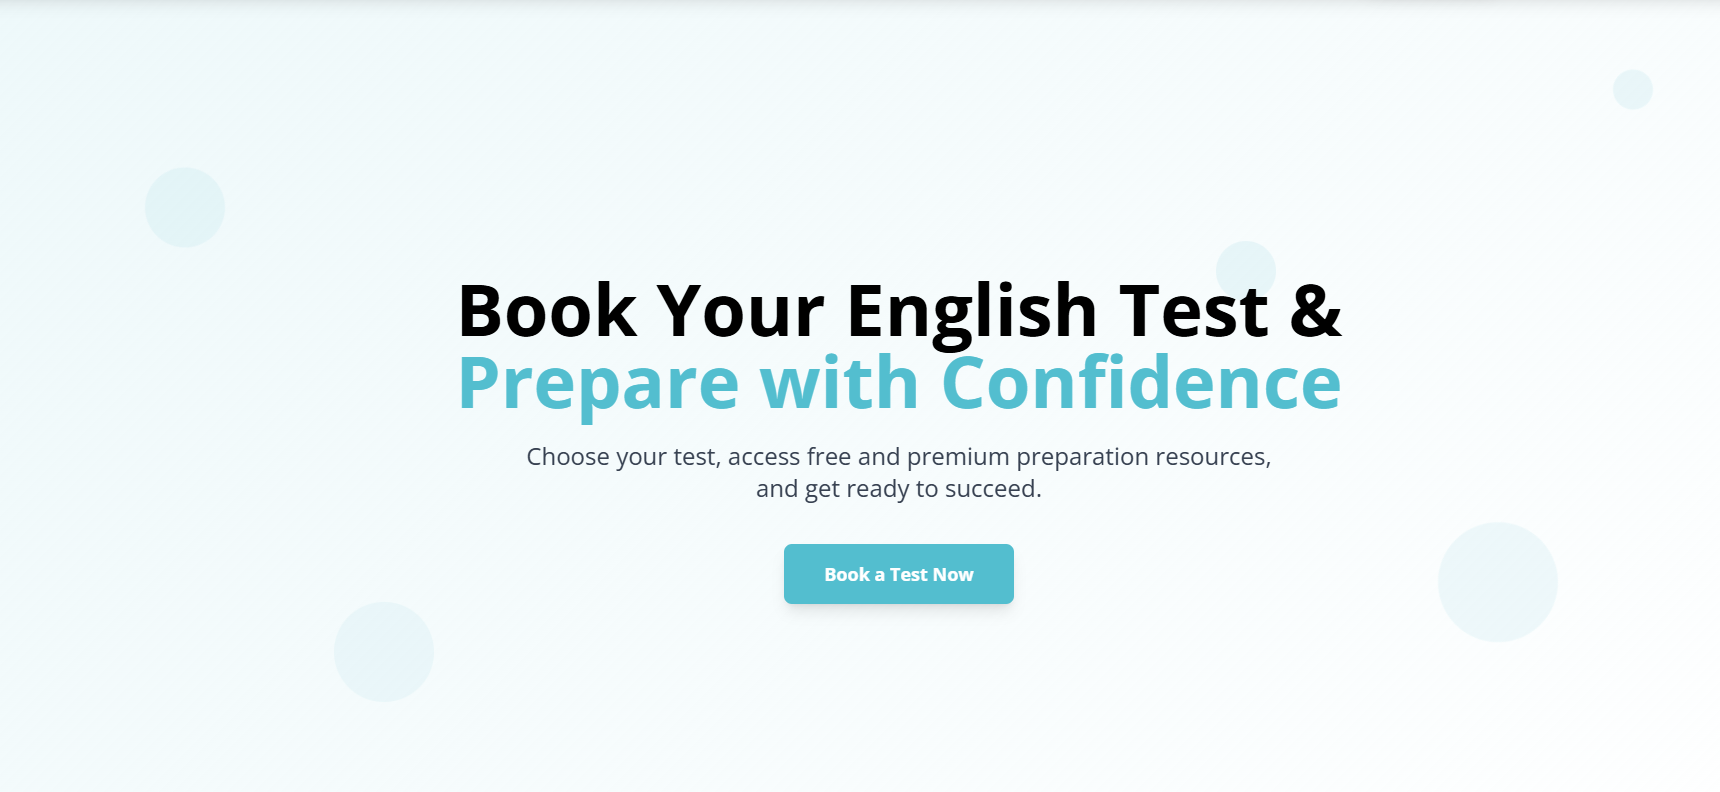 Book Your English Test &
Prepare with Confidence
Choose your test, access free and premium preparation resources,
and get ready to succeed.
Book a Test Now